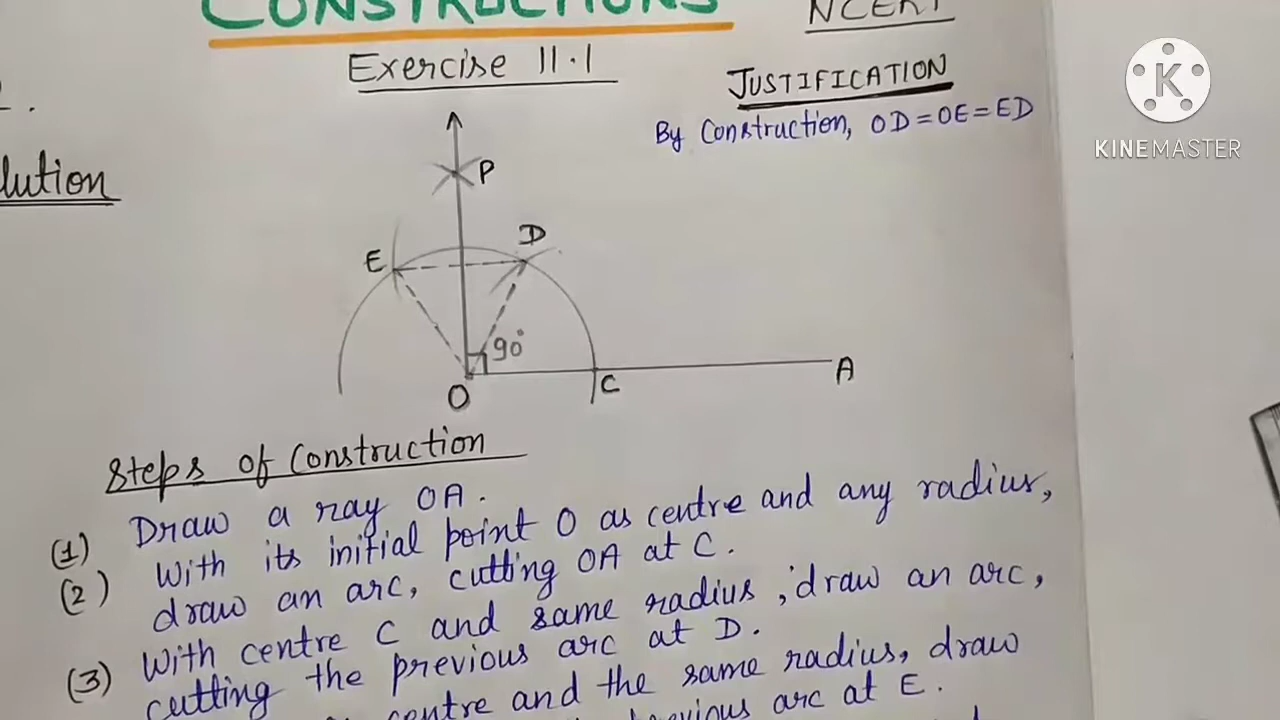 CONSTRUCTIONS
NCERT
Exercise 11.1
JUSTIFICATION
By Construction, OD=OE=ED
lution
P
E
D
90°
O
C
A
Steps of Construction
(1) Draw a ray OA.
(2) With its initial point O as centre and any radius,
draw an arc, cutting OA at C.
(3) With centre C and same radius, draw an arc,
cutting the previous arc at D.
centre and the same radius, draw
previous arc at E.
K
KINEMASTER